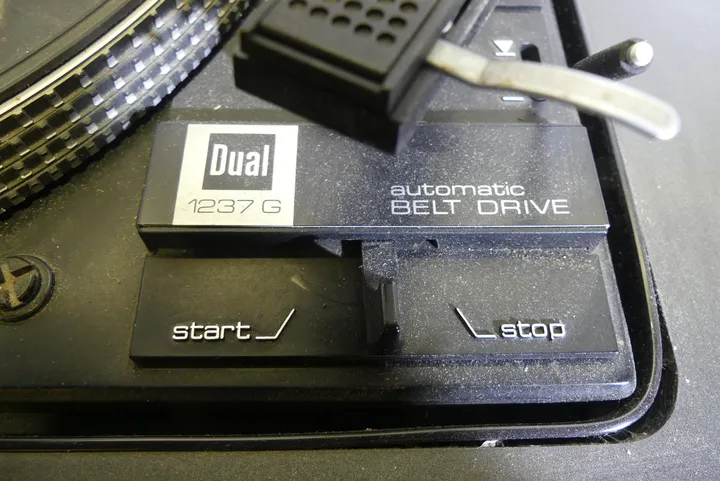 Dual
1237 G
automatic
BELT DRIVE
start
stop